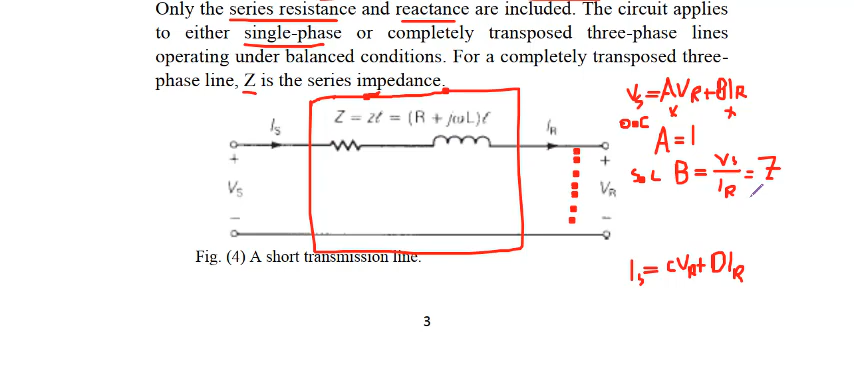 Only the series resistance and reactance are included. The circuit applies
to either single-phase or completely transposed three-phase lines
operating under balanced conditions. For a completely transposed three-
phase line, Z is the series impedance.
Vs=AVR+BIR
Z = zℓ = (R + jωL)ℓ
IS
IR
O.C
A=1
+
+
VS
VR
S.C B=Vs/IR=Z
−
−
Fig. (4) A short transmission line.
Is=CVR+DIR
3